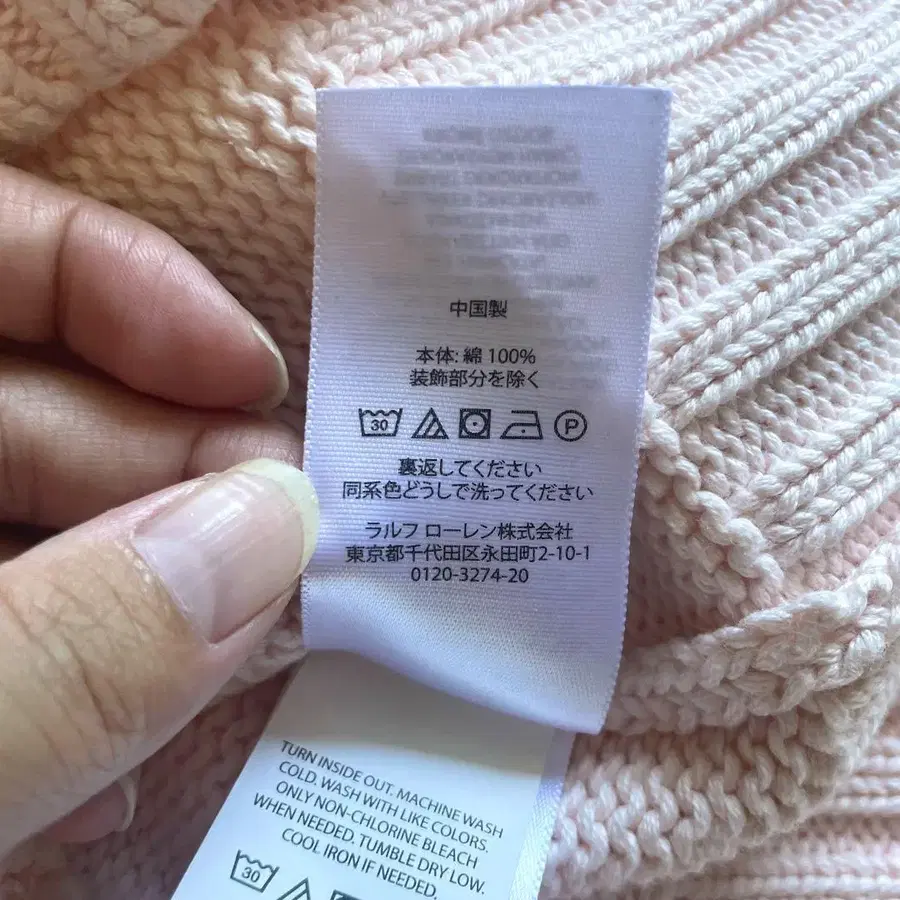 中国製
本体: 綿 100%
装飾部分を除く
30 P
裏返してください
同系色どうしで洗ってください
ラルフ ローレン株式会社
東京都千代田区永田町2-10-1
0120-3274-20
TURN INSIDE OUT. MACHINE WASH
COLD. WASH WITH LIKE COLORS.
ONLY NON-CHLORINE BLEACH
WHEN NEEDED. TUMBLE DRY LOW.
COOL IRON IF NEEDED.
30